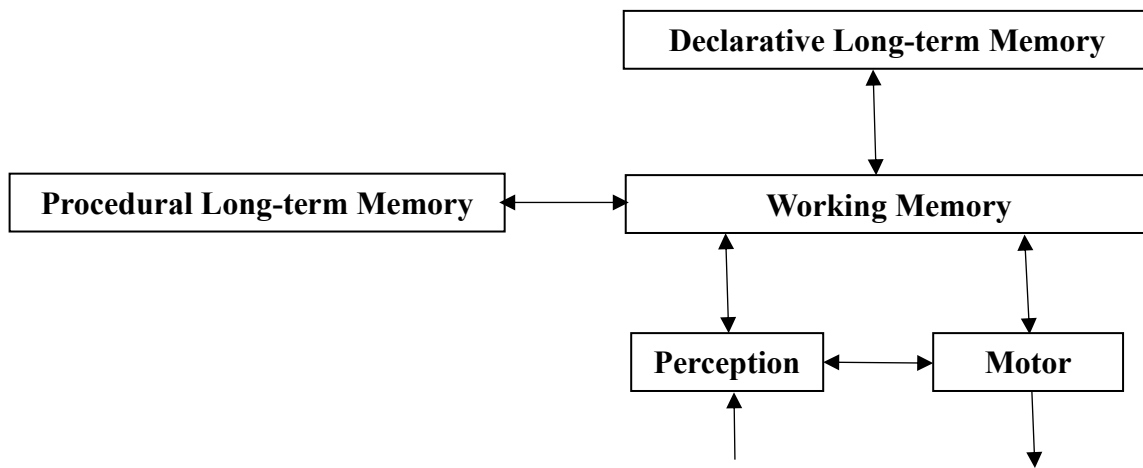 Declarative Long-term Memory
Procedural Long-term Memory
Working Memory
Perception
Motor